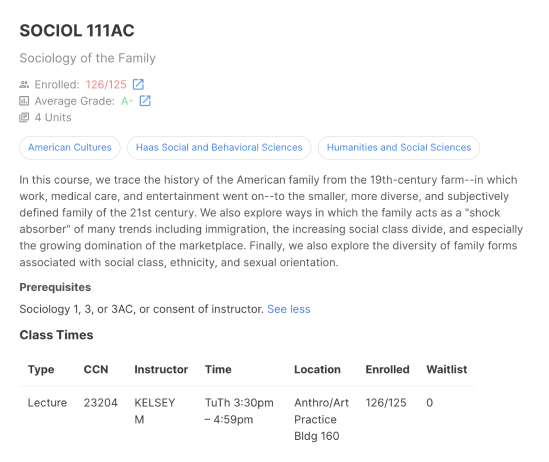 SOCIOL 111AC
Sociology of the Family
Enrolled: 126/125
Average Grade: A-
4 Units
American Cultures Haas Social and Behavioral Sciences Humanities and Social Sciences
In this course, we trace the history of the American family from the 19th-century farm--in which
work, medical care, and entertainment went on--to the smaller, more diverse, and subjectively
defined family of the 21st century. We also explore ways in which the family acts as a "shock
absorber" of many trends including immigration, the increasing social class divide, and especially
the growing domination of the marketplace. Finally, we also explore the diversity of family forms
associated with social class, ethnicity, and sexual orientation.
Prerequisites
Sociology 1, 3, or 3AC, or consent of instructor. See less
Class Times
Type CCN Instructor Time Location Enrolled Waitlist
Lecture 23204 KELSEY TuTh 3:30pm Anthro/Art 126/125 0
M – 4:59pm Practice
Bldg 160